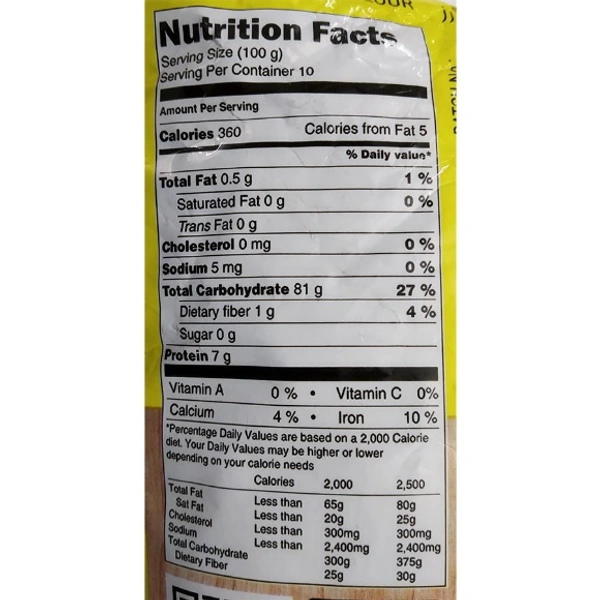 OUR
Nutrition Facts
Serving Size (100 g)
Serving Per Container 10
Amount Per Serving
Calories 360 Calories from Fat 5
% Daily value*
Total Fat 0.5 g 1 %
Saturated Fat 0 g 0 %
Trans Fat 0 g
Cholesterol 0 mg 0 %
Sodium 5 mg 0 %
Total Carbohydrate 81 g 27 %
Dietary fiber 1 g 4 %
Sugar 0 g
Protein 7 g
Vitamin A 0 % • Vitamin C 0%
Calcium 4 % • Iron 10 %
*Percentage Daily Values are based on a 2,000 Calorie
diet. Your Daily Values may be higher or lower
depending on your calorie needs
Calories 2,000 2,500
Total Fat Less than 65g 80g
Sat Fat Less than 20g 25g
Cholesterol Less than 300mg 300mg
Sodium Less than 2,400mg 2,400mg
Total Carbohydrate 300g 375g
Dietary Fiber 25g 30g